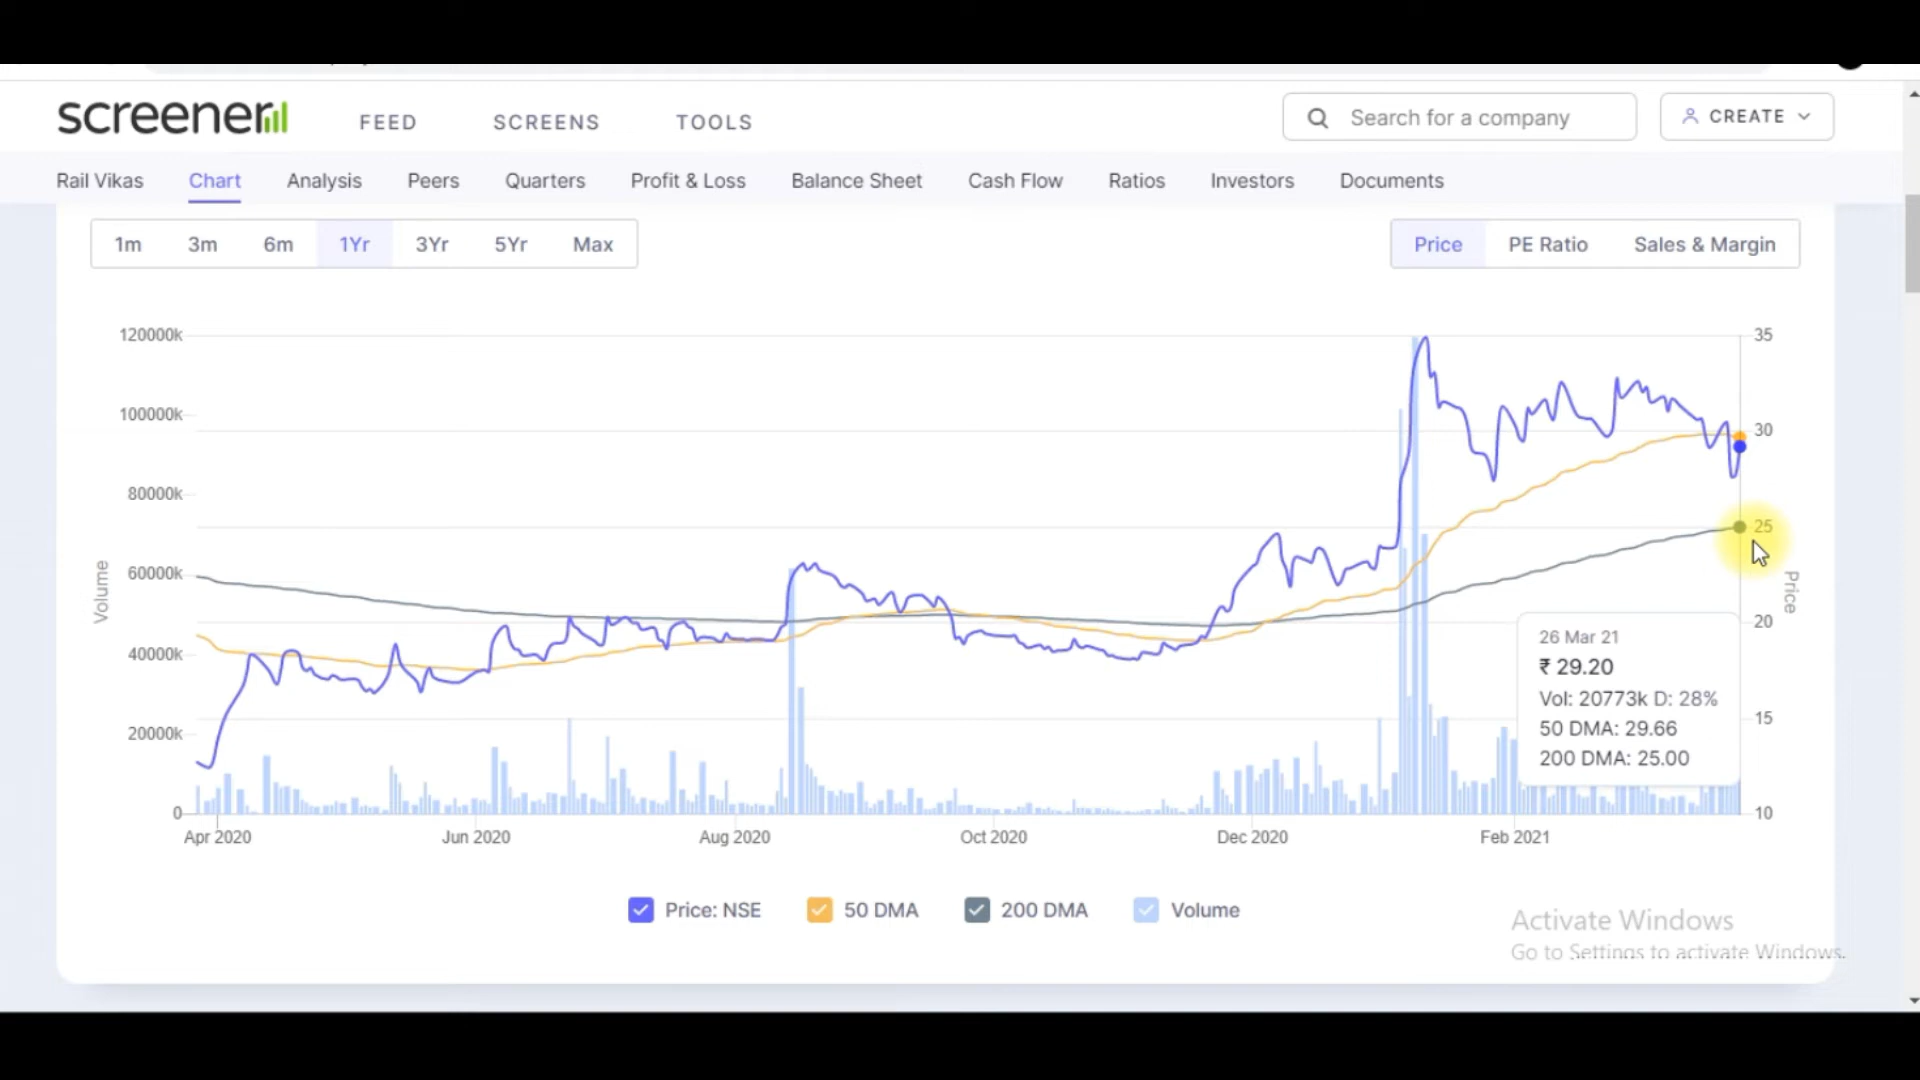 screener
FEED
SCREENS
TOOLS
Search for a company
CREATE
Rail Vikas
Chart
Analysis
Peers
Quarters
Profit & Loss
Balance Sheet
Cash Flow
Ratios
Investors
Documents
1m
3m
6m
1Yr
3Yr
5Yr
Max
Price
PE Ratio
Sales & Margin
120000k
100000k
80000k
60000k
40000k
20000k
0
Volume
35
30
25
20
15
10
Price
26 Mar 21
₹ 29.20
Vol: 20773k D: 28%
50 DMA: 29.66
200 DMA: 25.00
Apr 2020
Jun 2020
Aug 2020
Oct 2020
Dec 2020
Feb 2021
Price: NSE
50 DMA
200 DMA
Volume
Activate Windows
Go to Settings to activate Windows.